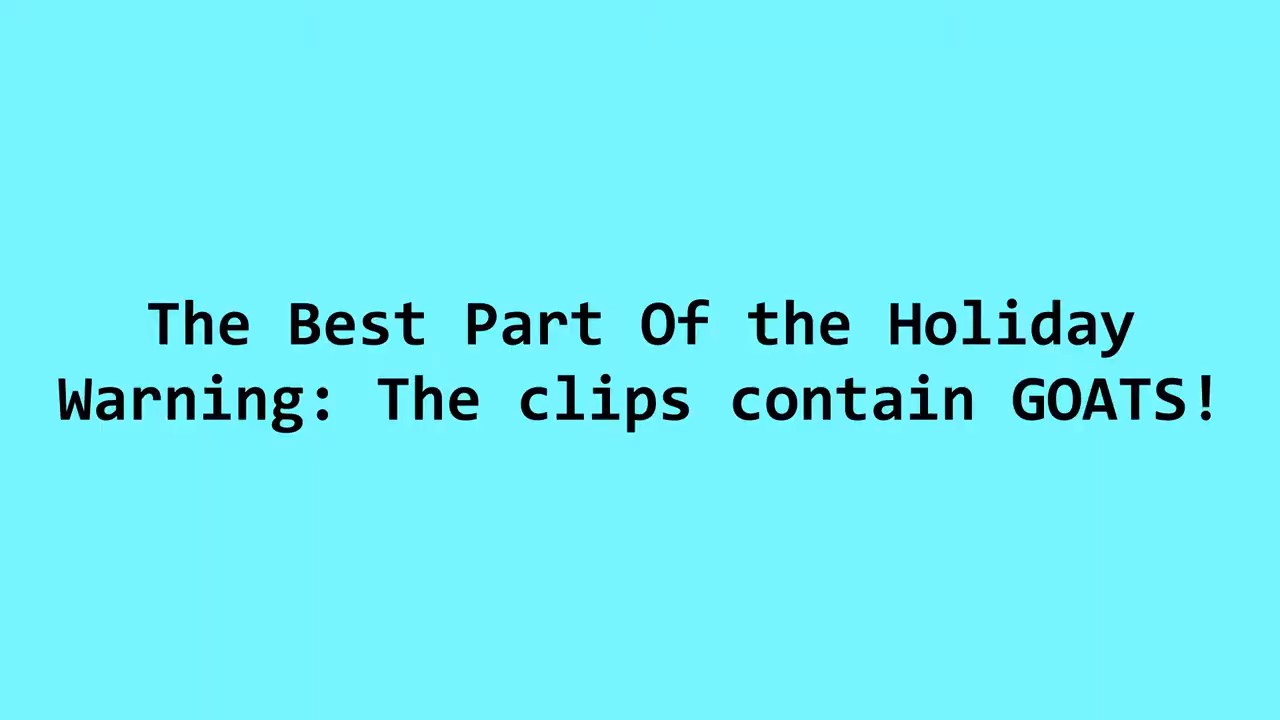 The Best Part Of the Holiday
Warning: The clips contain GOATS!